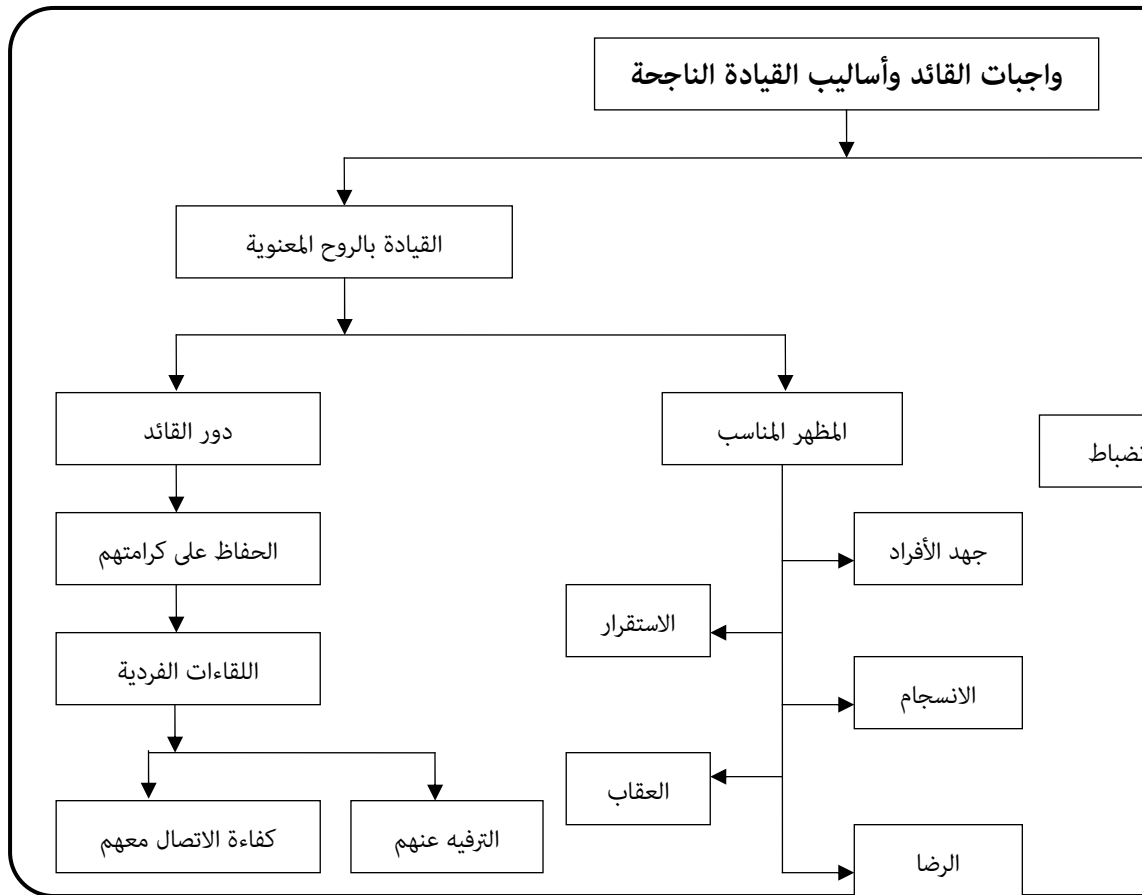 واجبات القائد وأساليب القيادة الناجحة
القيادة بالروح المعنوية
المظهر المناسب
دور القائد
جهد الأفراد
الحفاظ على كرامتهم
الاستقرار
اللقاءات الفردية
الانسجام
العقاب
الترفيه عنهم
كفاءة الاتصال معهم
الرضا